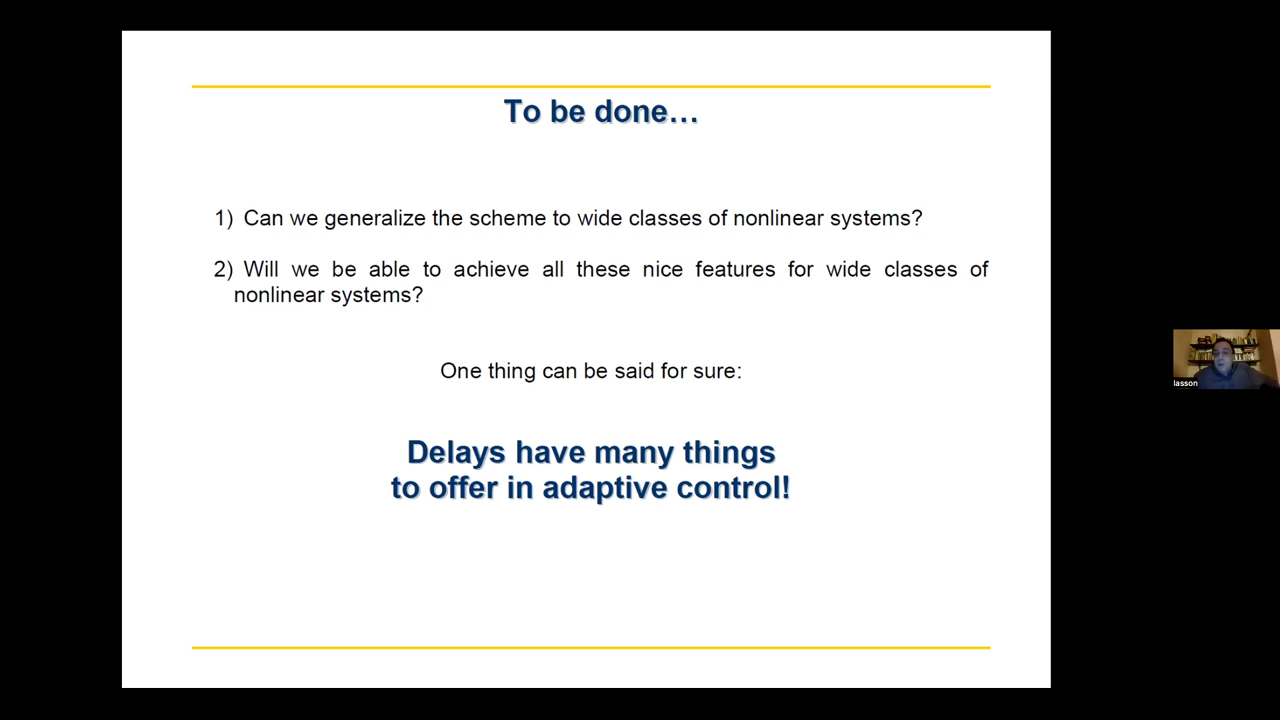 To be done…
1) Can we generalize the scheme to wide classes of nonlinear systems?
2) Will we be able to achieve all these nice features for wide classes of
nonlinear systems?
One thing can be said for sure:
Delays have many things
to offer in adaptive control!
lasson